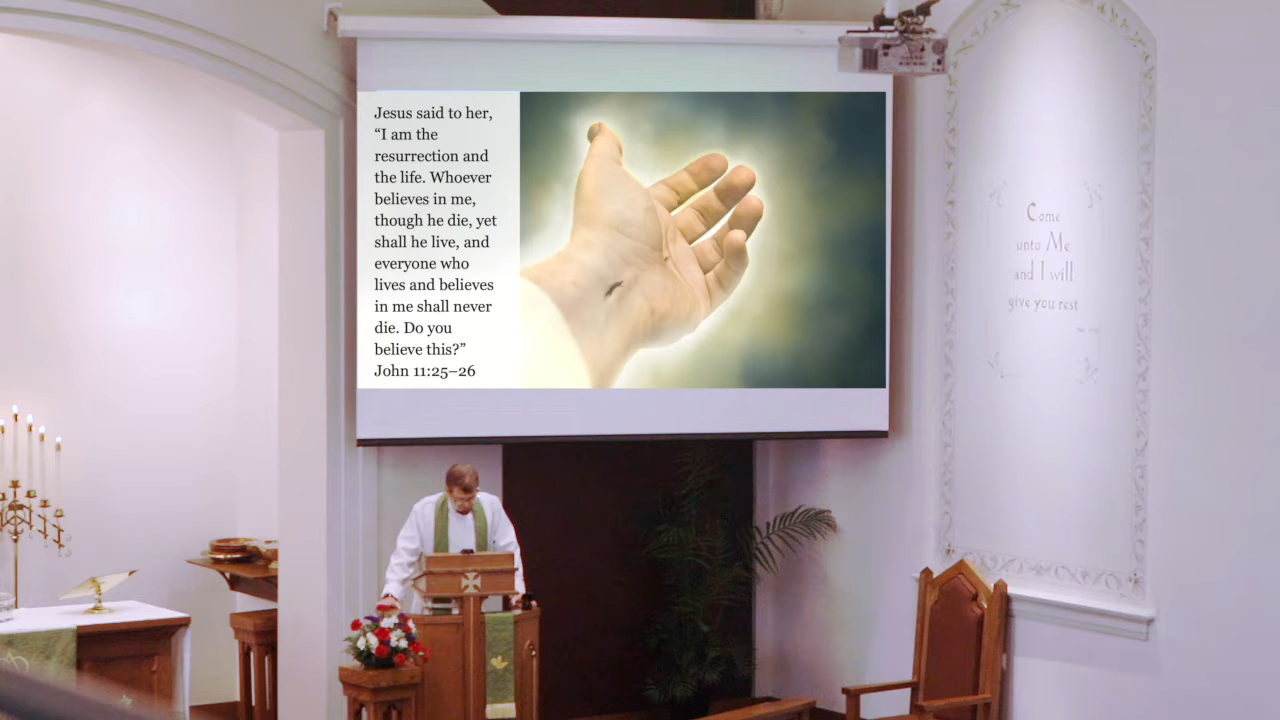 Jesus said to her,
“I am the
resurrection and
the life. Whoever
believes in me,
though he die, yet
shall he live, and
everyone who
lives and believes
in me shall never
die. Do you
believe this?”
John 11:25–26
Come
unto Me
and I will
give you rest